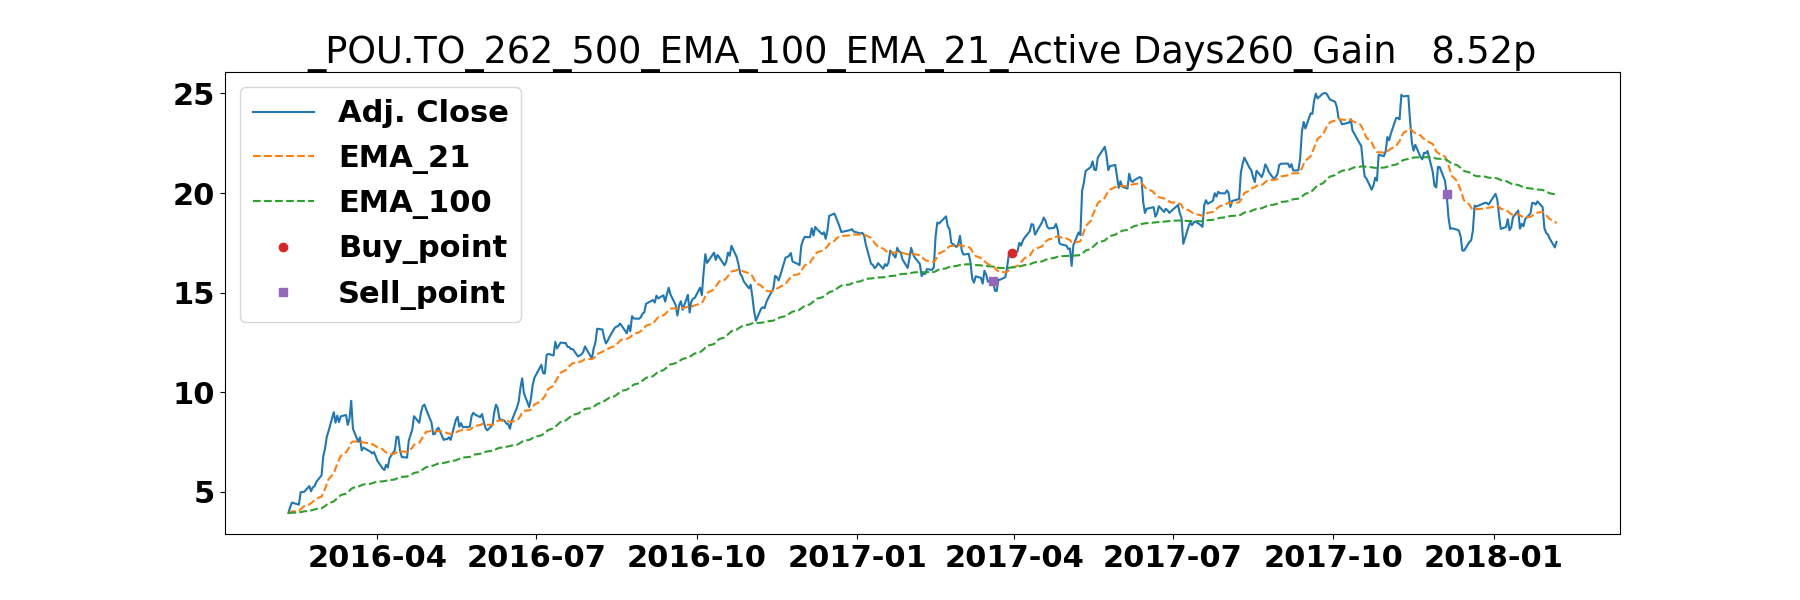 _POU.TO_262_500_EMA_100_EMA_21_Active Days260_Gain   8.52p
25
20
15
10
5
Adj. Close
EMA_21
EMA_100
Buy_point
Sell_point
2016-04 2016-07 2016-10 2017-01 2017-04 2017-07 2017-10 2018-01